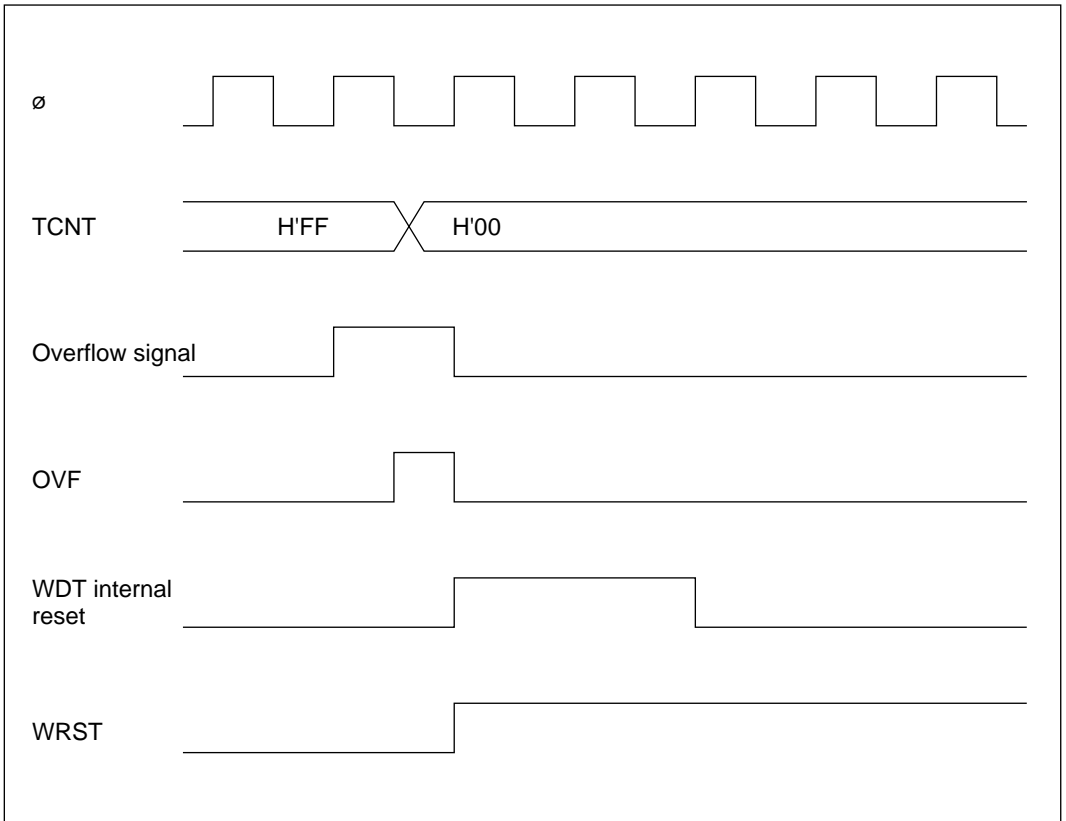 ø
TCNT
H'FF
H'00
Overflow signal
OVF
WDT internal
reset
WRST